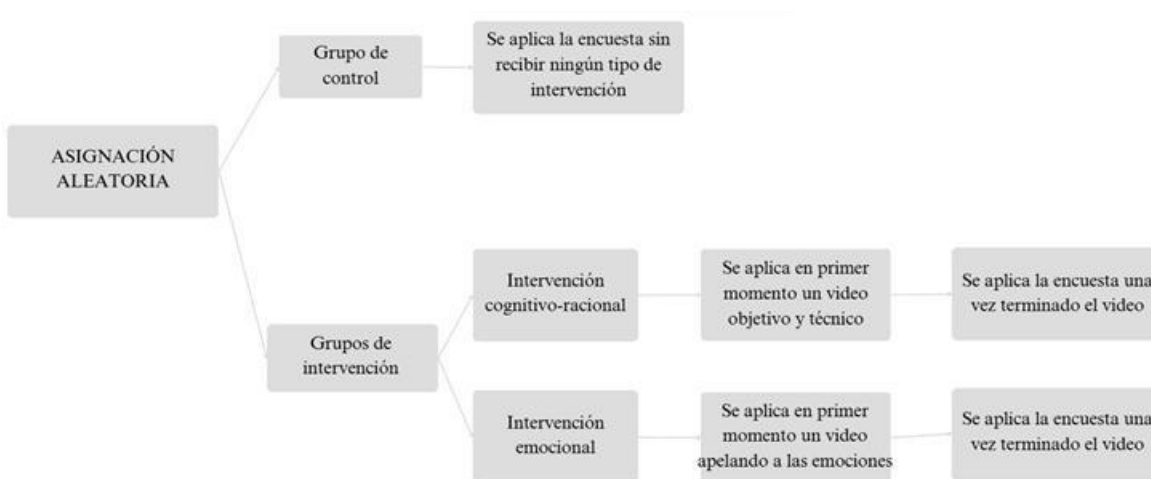 ASIGNACIÓN
ALEATORIA
Grupo de
control
Se aplica la encuesta sin
recibir ningún tipo de
intervención
Grupos de
intervención
Intervención
cognitivo-racional
Se aplica en primer
momento un video
objetivo y técnico
Se aplica la encuesta una
vez terminado el video
Intervención
emocional
Se aplica en primer
momento un video
apelando a las emociones
Se aplica la encuesta una
vez terminado el video